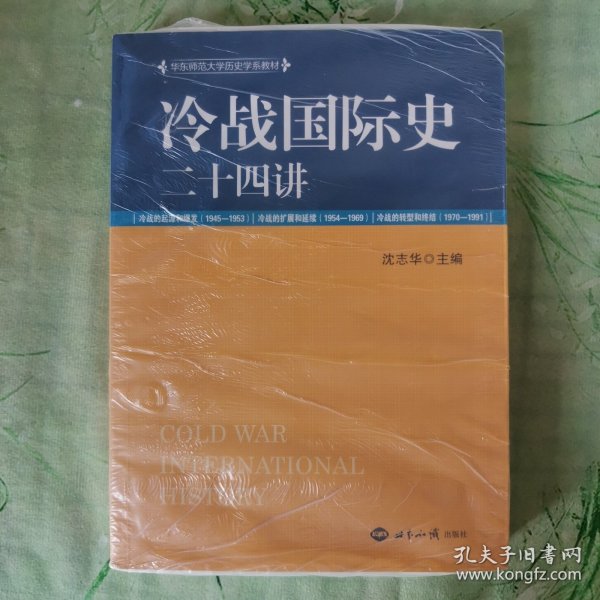 华东师范大学历史学系教材
冷战国际史
二十四讲
冷战的起源和爆发（1945—1953） | 冷战的扩展和延续（1954—1969） | 冷战的转型和终结（1970—1991）
沈志华◎主编
COLD WAR
INTERNATIONAL
HISTORY
世界知识出版社
孔夫子旧书网
www.kongfz.com